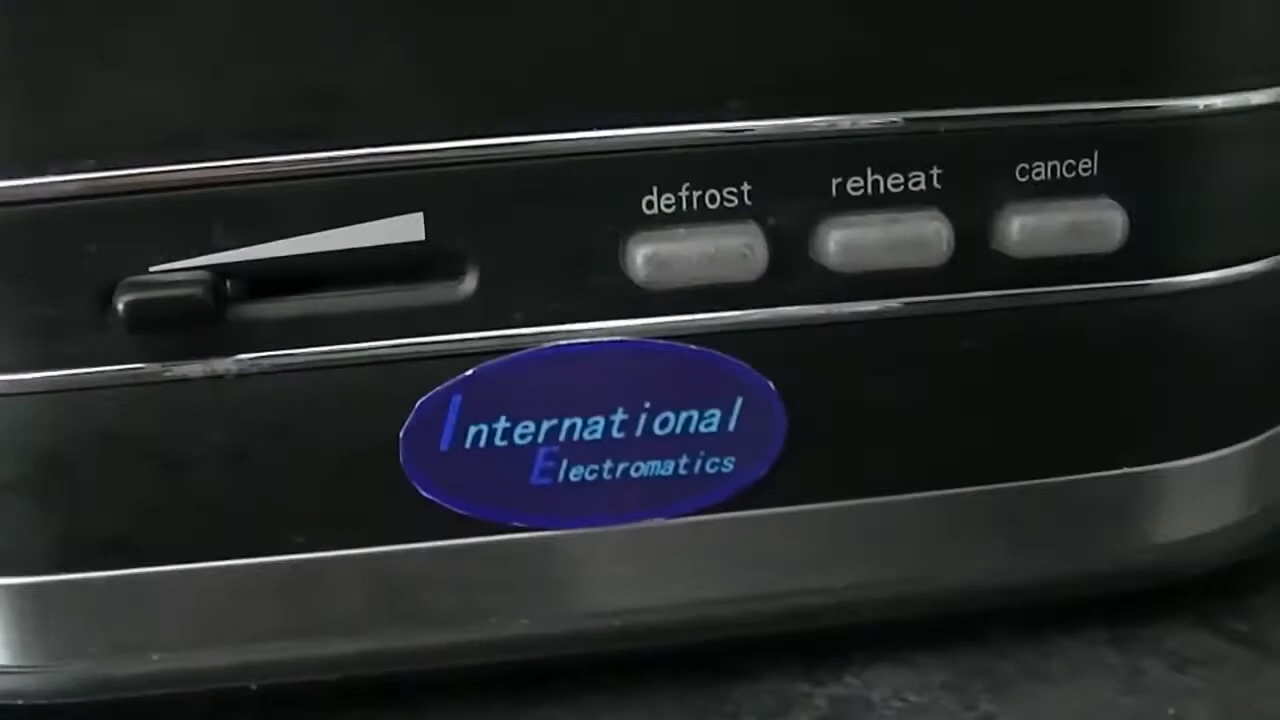 defrost
reheat
cancel
International
Electromatics